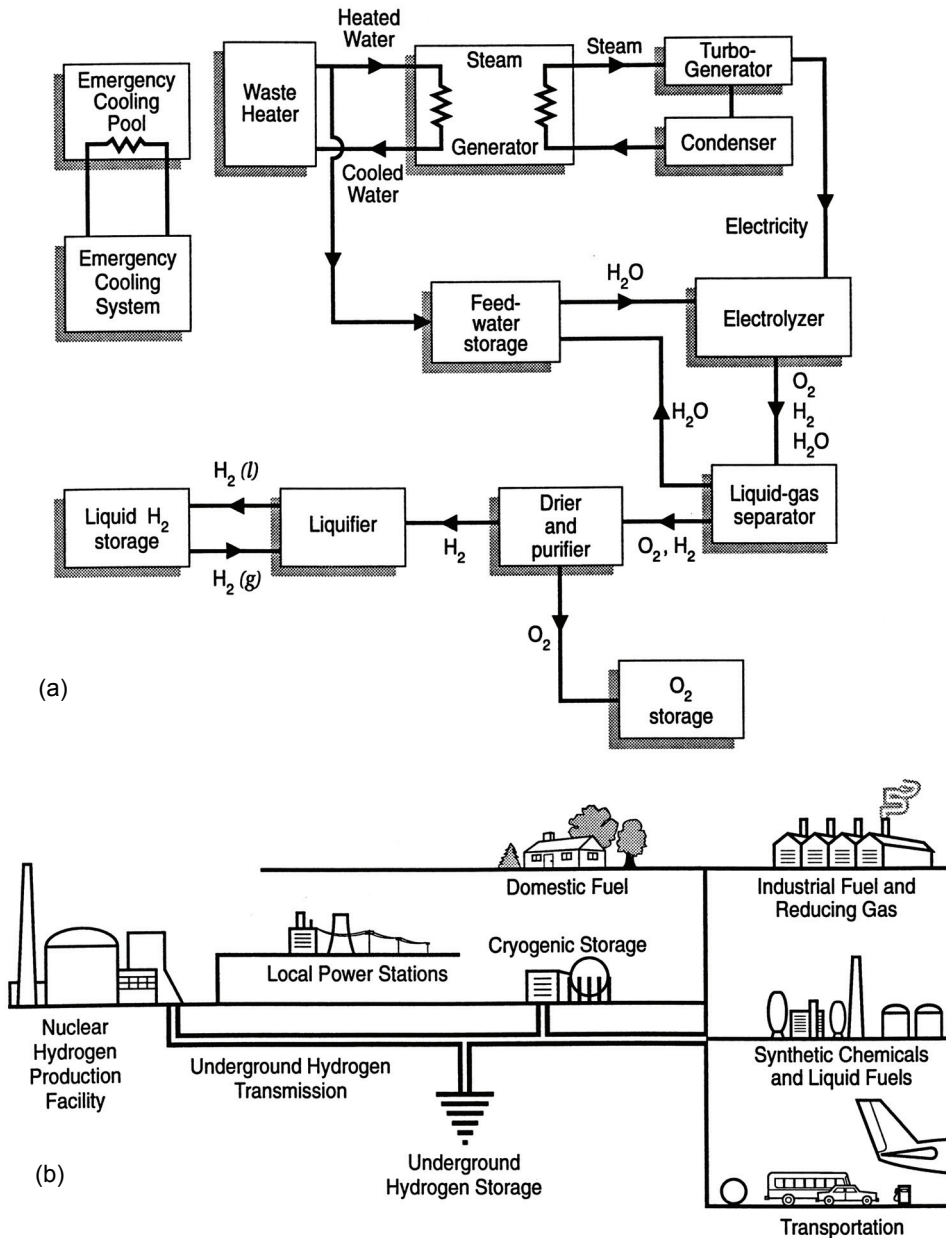 Emergency
Cooling
Pool
Emergency
Cooling
System
Waste
Heater
Heated
Water
Cooled
Water
Steam
Generator
Steam
Turbo-
Generator
Condenser
Electricity
Feed-
water
storage
H₂O
Electrolyzer
H₂O
O₂
H₂
H₂O
Liquid-gas
separator
O₂, H₂
Drier
and
purifier
H₂
Liquifier
H₂ (l)
H₂ (g)
Liquid H₂
storage
O₂
O₂
storage
(a)
Domestic Fuel
Industrial Fuel and
Reducing Gas
Local Power Stations
Cryogenic Storage
Nuclear
Hydrogen
Production
Facility
Underground Hydrogen
Transmission
Synthetic Chemicals
and Liquid Fuels
Underground
Hydrogen Storage
(b)
Transportation